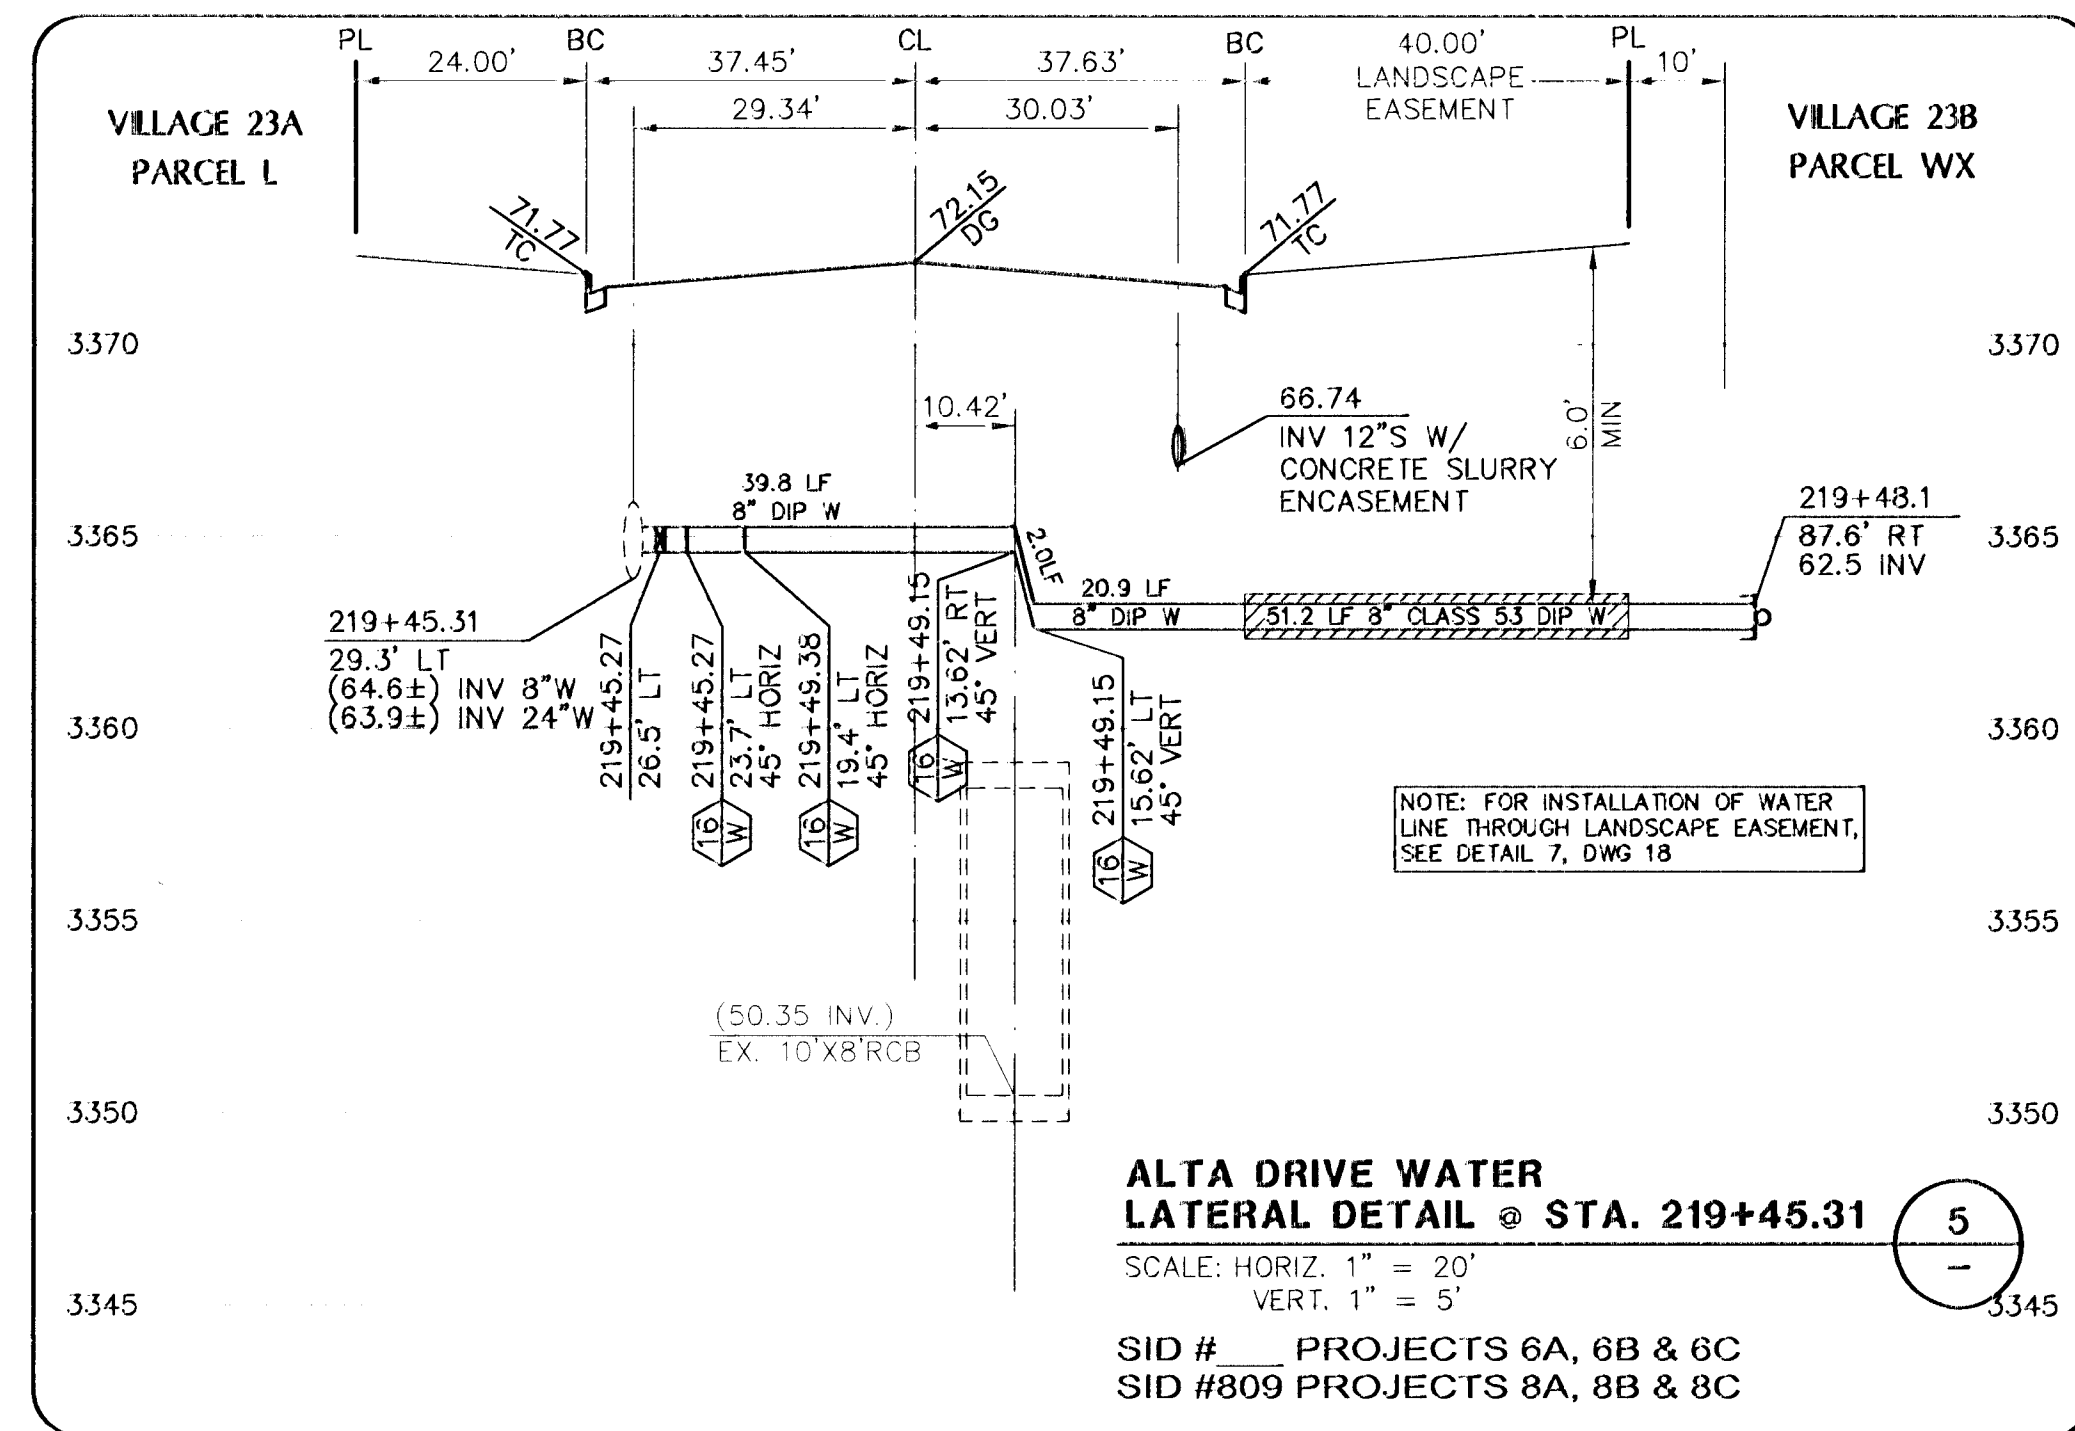 PL BC CL BC PL
24.00' 37.45' 37.63' 40.00' 10'
LANDSCAPE
EASEMENT
29.34' 30.03'
VILLAGE 23A
PARCEL L
VILLAGE 23B
PARCEL WX
71.77
TC
72.15
DG
71.77
TC
3370 3370
10.42'
66.74
INV 12"S W/
CONCRETE SLURRY
ENCASEMENT
6.0'
MIN
39.8 LF
8" DIP W
3365 3365
2.0LF
20.9 LF
8" DIP W
51.2 LF 8" CLASS 53 DIP W
219+48.1
87.6' RT
62.5 INV
219+45.31
29.3' LT
(64.6±) INV 8"W
(63.9±) INV 24"W
219+45.27
26.5' LT
219+45.27
23.7' LT
45° HORIZ
16
W
219+49.38
19.4' LT
45° HORIZ
16
W
219+49.15
13.62' RT
45° VERT
16
W
219+49.15
15.62' LT
45° VERT
16
W
3360 3360
NOTE: FOR INSTALLATION OF WATER
LINE THROUGH LANDSCAPE EASEMENT,
SEE DETAIL 7, DWG 18
3355 3355
(50.35 INV.)
EX. 10'X8'RCB
3350 3350
ALTA DRIVE WATER
LATERAL DETAIL @ STA. 219+45.31
5
–
SCALE: HORIZ. 1" = 20'
VERT. 1" = 5'
3345 3345
SID #___ PROJECTS 6A, 6B & 6C
SID #809 PROJECTS 8A, 8B & 8C